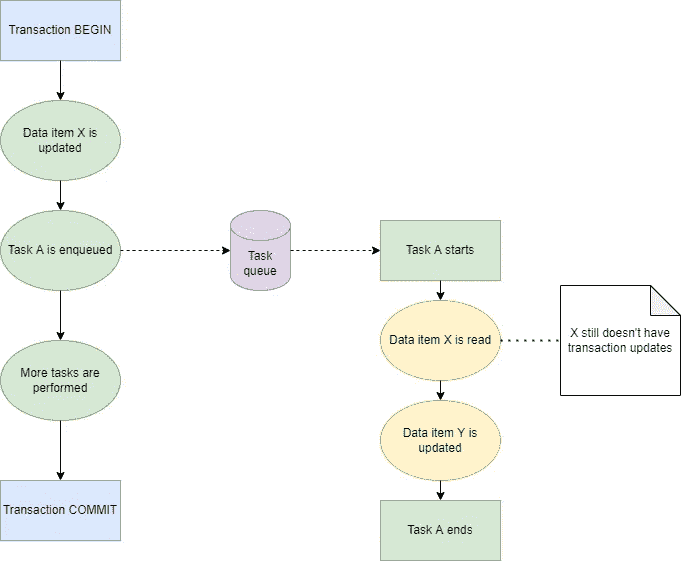 Transaction BEGIN
Data item X is
updated
Task A is enqueued
More tasks are
performed
Transaction COMMIT
Task
queue
Task A starts
Data item X is read
Data item Y is
updated
Task A ends
X still doesn't have
transaction updates